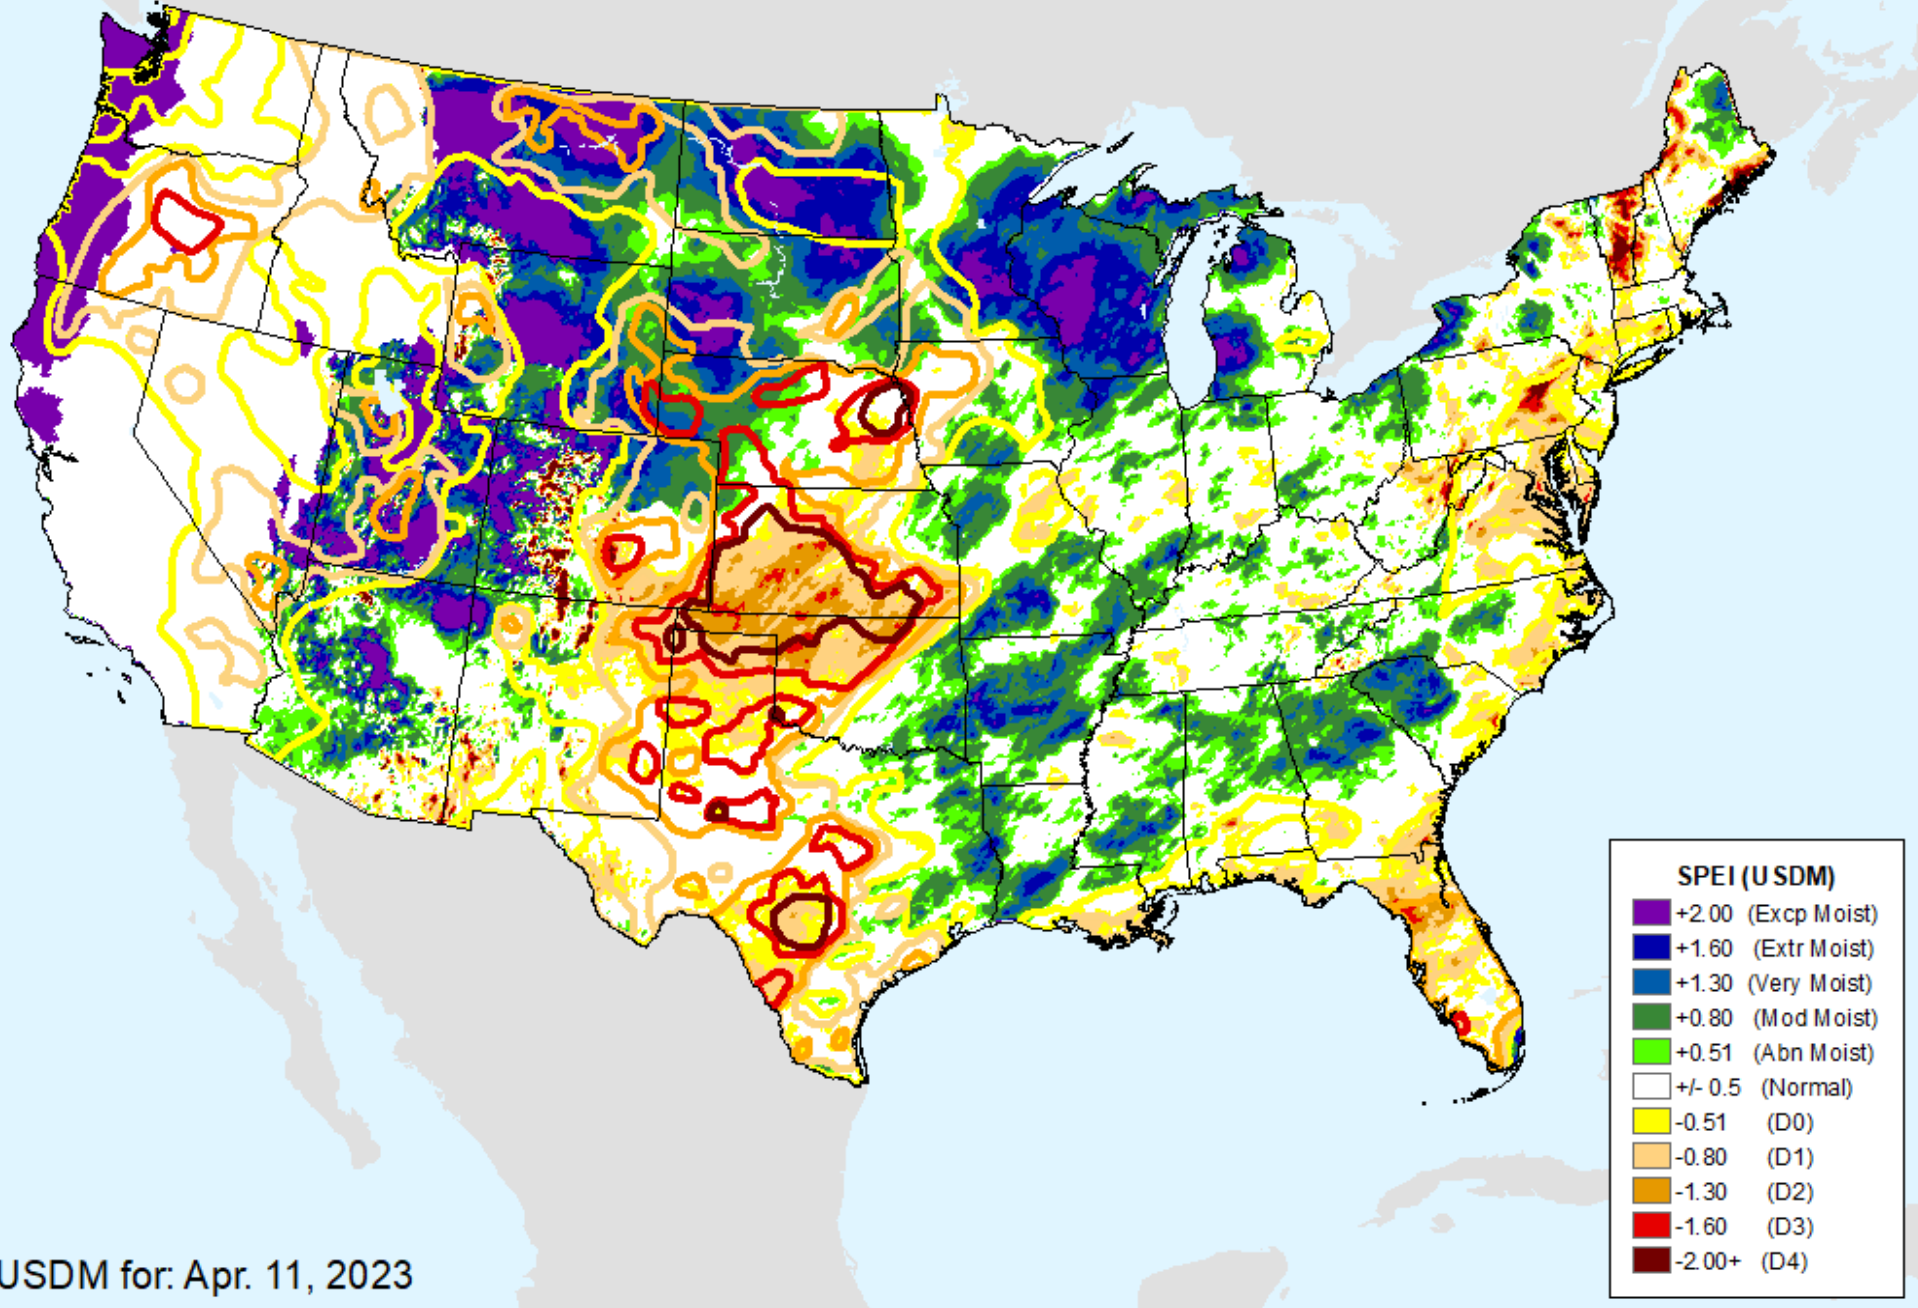 SPEI (USDM)
+2.00 (Excp Moist)
+1.60 (Extr Moist)
+1.30 (Very Moist)
+0.80 (Mod Moist)
+0.51 (Abn Moist)
+/- 0.5 (Normal)
-0.51 (D0)
-0.80 (D1)
-1.30 (D2)
-1.60 (D3)
-2.00+ (D4)
USDM for: Apr. 11, 2023